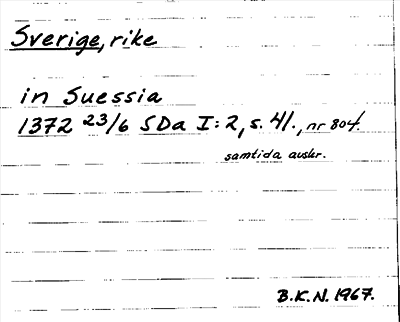 Sverige, rike
in Suessia
1372 23/6 SDa I:2, s. 41., nr 804.
samtida avskr.
B.K.N. 1967.